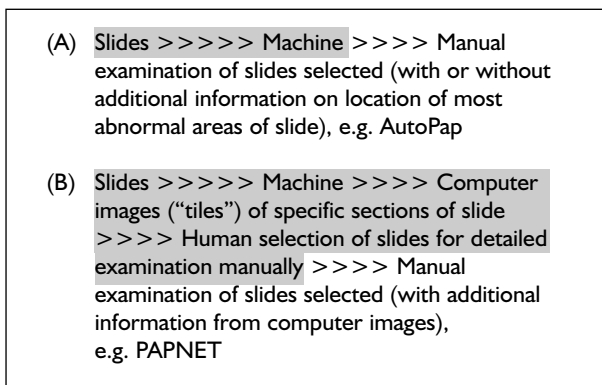 (A) Slides >>>>> Machine >>>> Manual
examination of slides selected (with or without
additional information on location of most
abnormal areas of slide), e.g. AutoPap
(B) Slides >>>>> Machine >>>> Computer
images (“tiles”) of specific sections of slide
>>>> Human selection of slides for detailed
examination manually >>>> Manual
examination of slides selected (with additional
information from computer images),
e.g. PAPNET